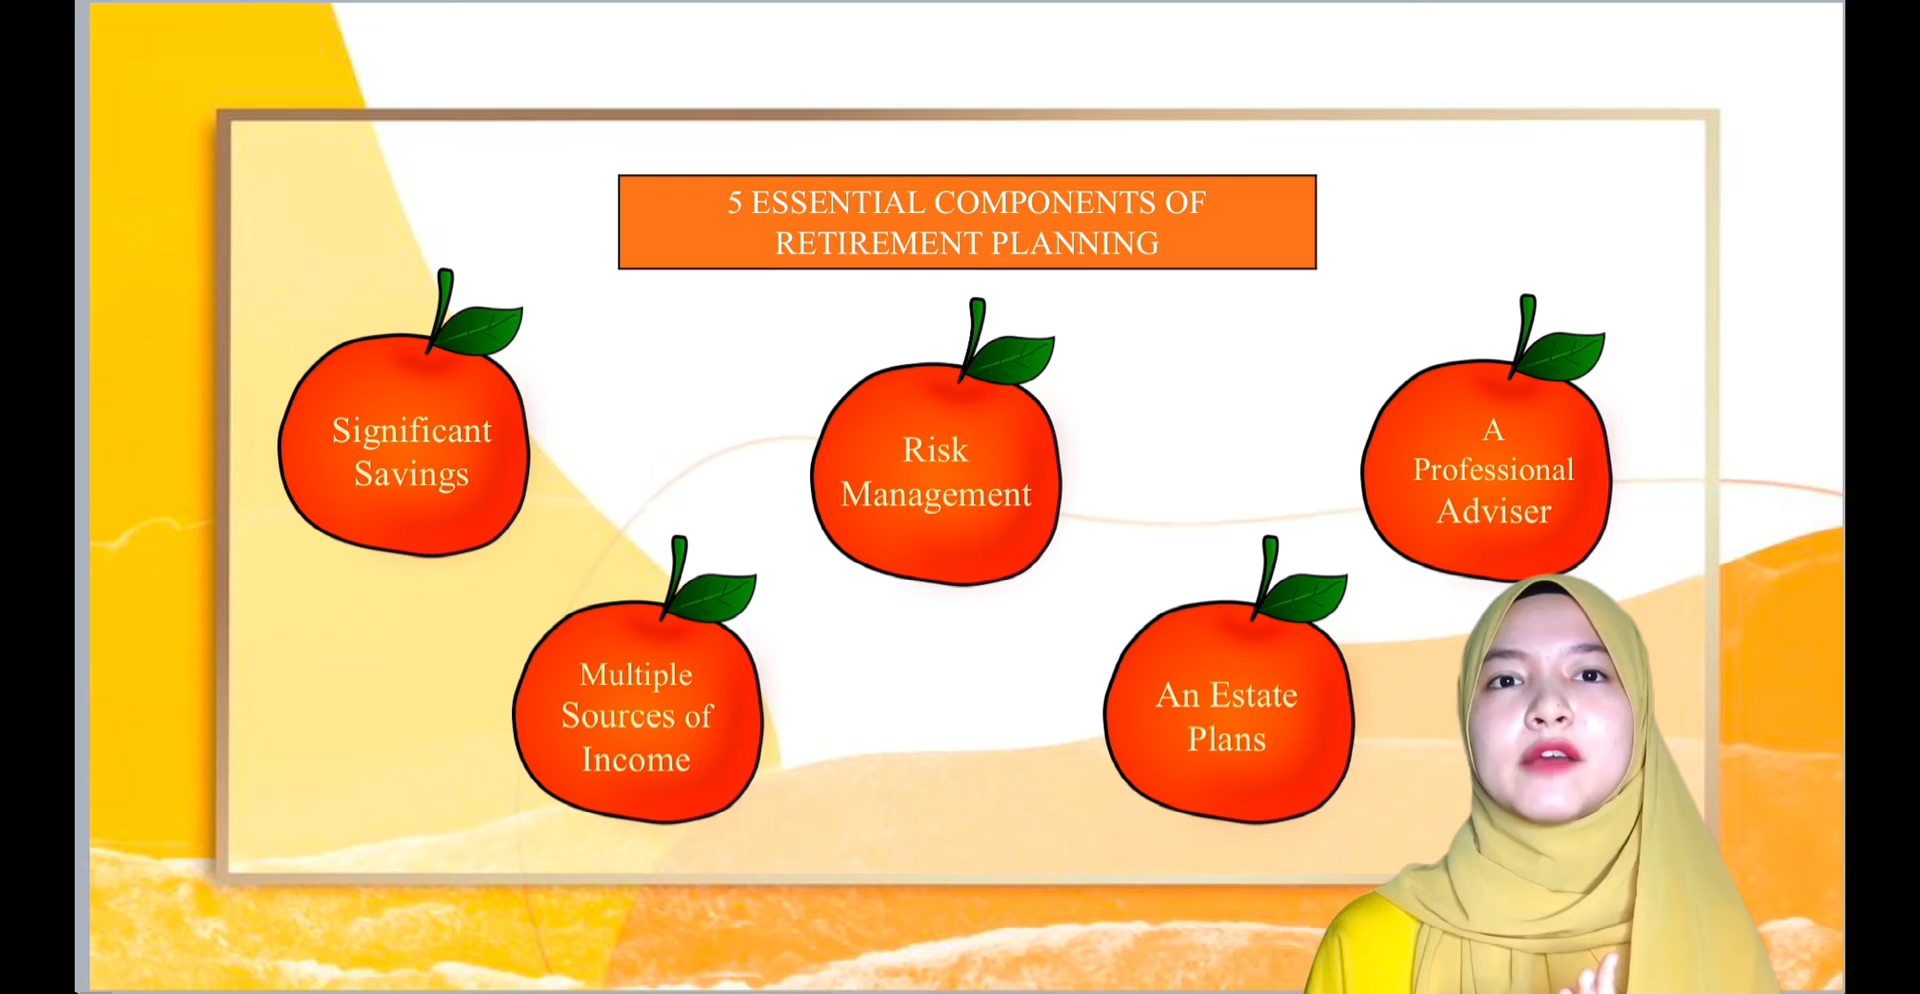 5 ESSENTIAL COMPONENTS OF
RETIREMENT PLANNING
Significant
Savings
Multiple
Sources of
Income
Risk
Management
An Estate
Plans
A
Professional
Adviser